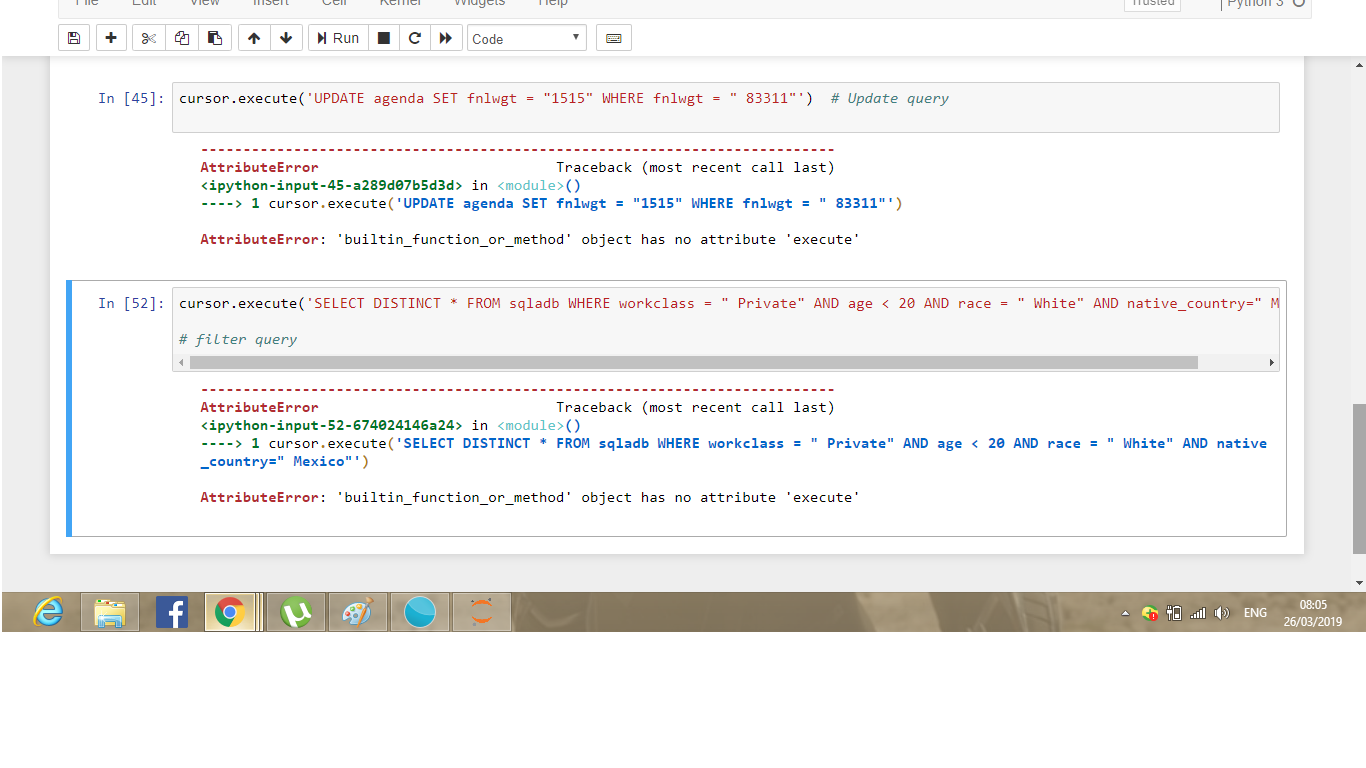 File Edit View Insert Cell Kernel Widgets Help Trusted Python 3
Run Code
In [45]: cursor.execute('UPDATE agenda SET fnlwgt = "1515" WHERE fnlwgt = " 83311"') # Update query
---------------------------------------------------------------------------
AttributeError Traceback (most recent call last)
<ipython-input-45-a289d07b5d3d> in <module>()
----> 1 cursor.execute('UPDATE agenda SET fnlwgt = "1515" WHERE fnlwgt = " 83311"')
AttributeError: 'builtin_function_or_method' object has no attribute 'execute'
In [52]: cursor.execute('SELECT DISTINCT * FROM sqladb WHERE workclass = " Private" AND age < 20 AND race = " White" AND native_country=" M
# filter query
---------------------------------------------------------------------------
AttributeError Traceback (most recent call last)
<ipython-input-52-674024146a24> in <module>()
----> 1 cursor.execute('SELECT DISTINCT * FROM sqladb WHERE workclass = " Private" AND age < 20 AND race = " White" AND native
_country=" Mexico"')
AttributeError: 'builtin_function_or_method' object has no attribute 'execute'
ENG 08:05
26/03/2019